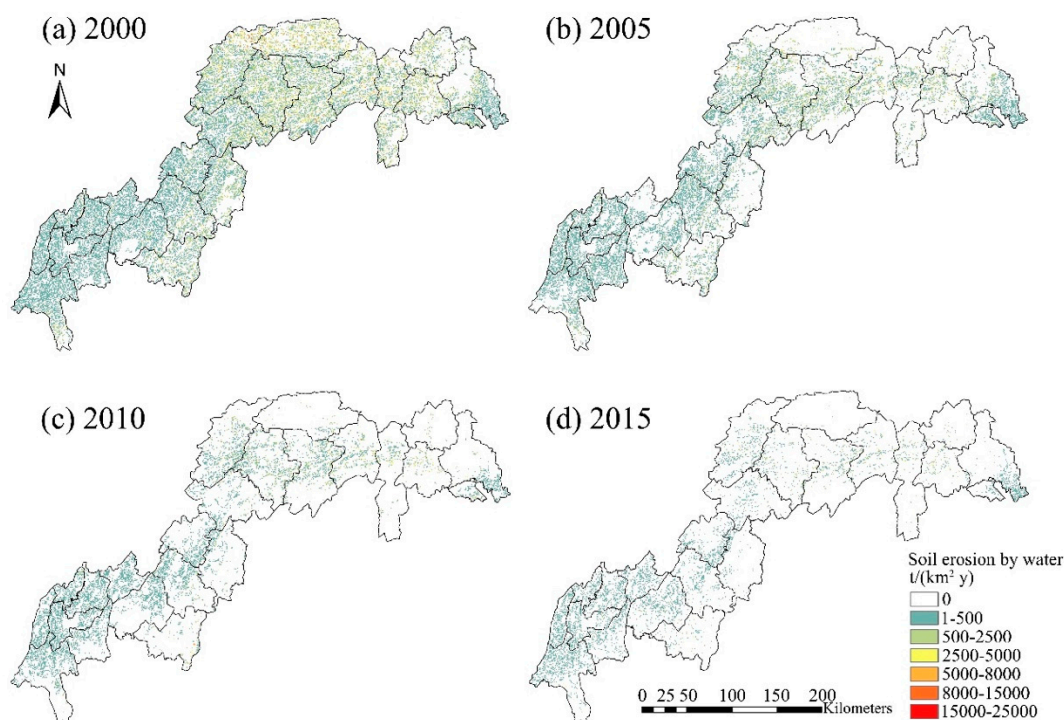 (a) 2000
(b) 2005
N
(c) 2010
(d) 2015
Soil erosion by water
t/(km² y)
0
1-500
500-2500
2500-5000
5000-8000
8000-15000
15000-25000
0 25 50 100 150 200
Kilometers